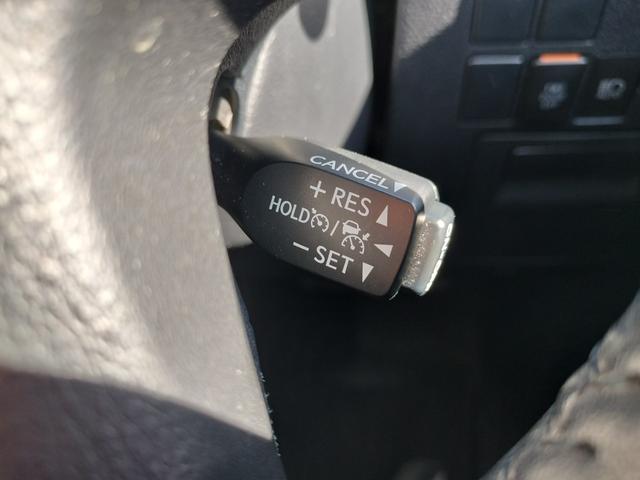 CANCEL
+ RES
HOLD /
− SET